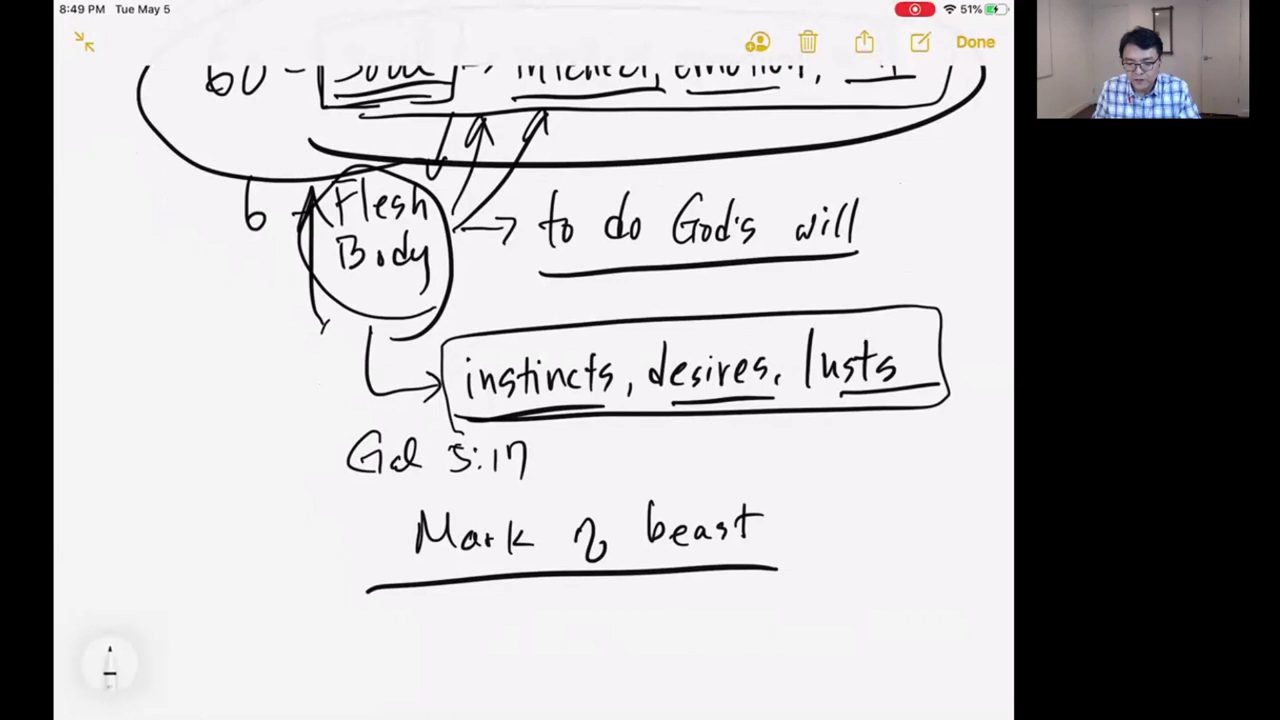 8:49 PM Tue May 5
51%
Done
60 - Soul → intellect, emotion,
6 - Flesh Body → to do God's will
instincts, desires, lusts
Gal 5:17
Mark of beast